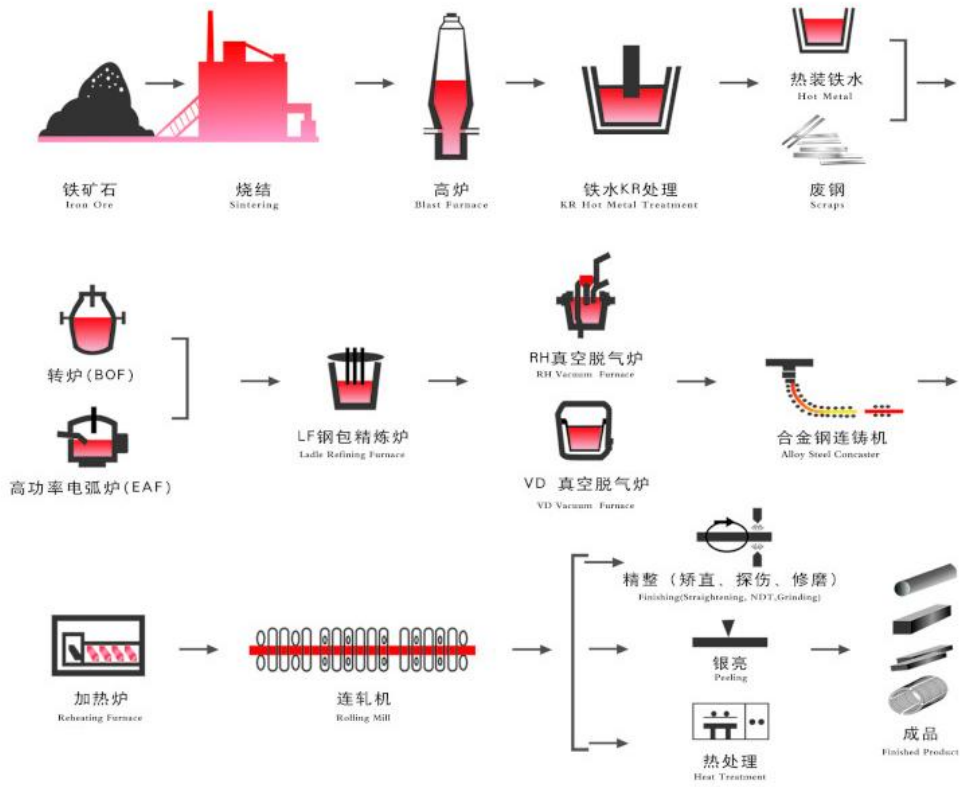 热装铁水
Hot Metal
铁矿石
Iron Ore
烧结
Sintering
高炉
Blast Furnace
铁水KR处理
KR Hot Metal Treatment
废钢
Scraps
转炉(BOF)
高功率电弧炉(EAF)
LF钢包精炼炉
Ladle Refining Furnace
RH真空脱气炉
RH Vacuum Furnace
VD 真空脱气炉
VD Vacuum Furnace
合金钢连铸机
Alloy Steel Concaster
加热炉
Reheating Furnace
连轧机
Rolling Mill
精整（矫直、探伤、修磨）
Finishing(Straightening, NDT,Grinding)
银亮
Peeling
热处理
Heat Treatment
成品
Finished Product